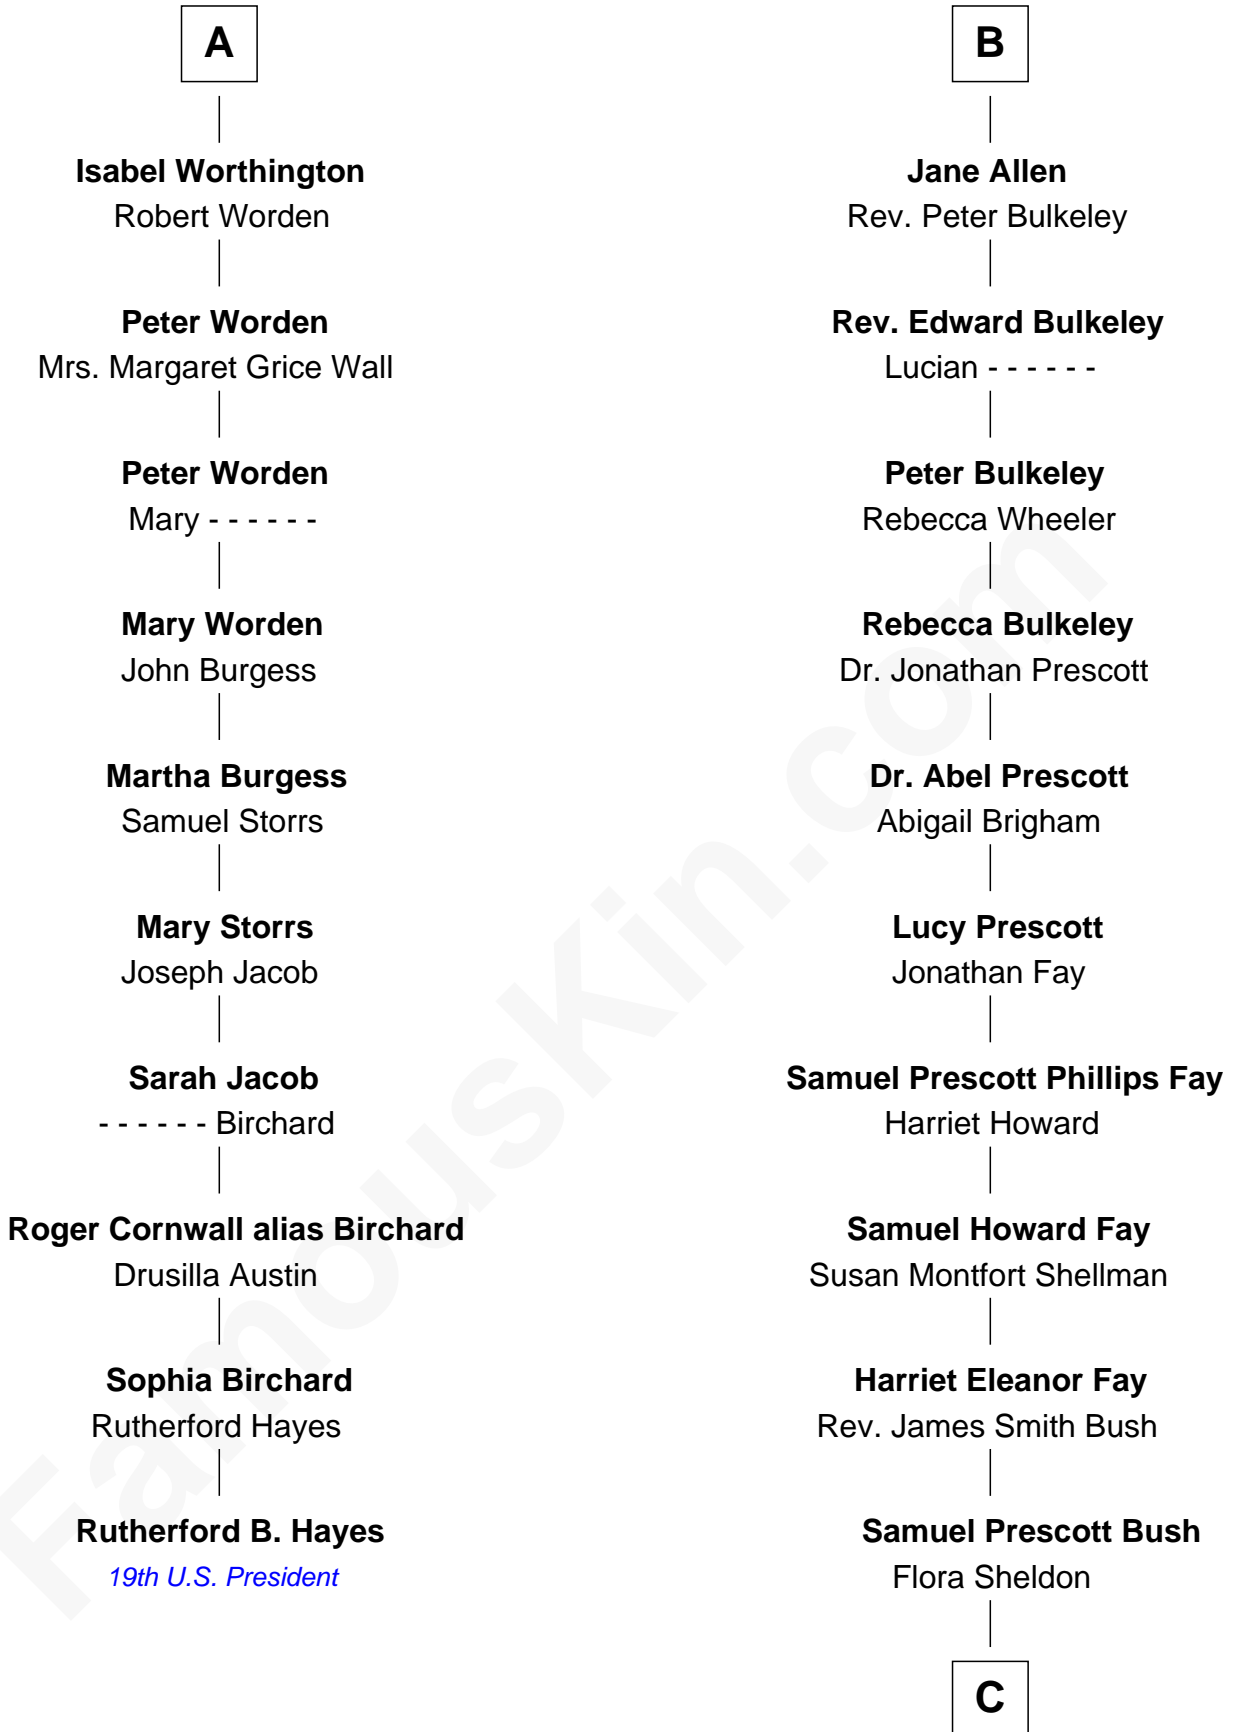 A
Isabel Worthington
Robert Worden
Peter Worden
Mrs. Margaret Grice Wall
Peter Worden
Mary - - - - - -
Mary Worden
John Burgess
Martha Burgess
Samuel Storrs
Mary Storrs
Joseph Jacob
Sarah Jacob
- - - - - - Birchard
Roger Cornwall alias Birchard
Drusilla Austin
Sophia Birchard
Rutherford Hayes
Rutherford B. Hayes
19th U.S. President
B
Jane Allen
Rev. Peter Bulkeley
Rev. Edward Bulkeley
Lucian - - - - - -
Peter Bulkeley
Rebecca Wheeler
Rebecca Bulkeley
Dr. Jonathan Prescott
Dr. Abel Prescott
Abigail Brigham
Lucy Prescott
Jonathan Fay
Samuel Prescott Phillips Fay
Harriet Howard
Samuel Howard Fay
Susan Montfort Shellman
Harriet Eleanor Fay
Rev. James Smith Bush
Samuel Prescott Bush
Flora Sheldon
C
FamousKin.com